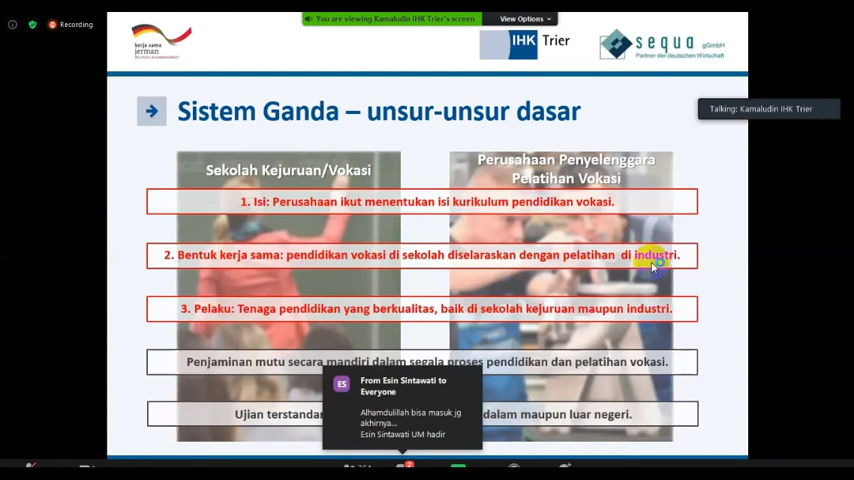 Recording
You are viewing Kamaludin IHK Trier's screen
View Options
kerja sama
jerman
DEUTSCHE ZUSAMMENARBEIT
IHK Trier
sequa gGmbH
Partner der deutschen Wirtschaft
Talking: Kamaludin IHK Trier
Sistem Ganda – unsur-unsur dasar
Sekolah Kejuruan/Vokasi
Perusahaan Penyelenggara
Pelatihan Vokasi
1. Isi: Perusahaan ikut menentukan isi kurikulum pendidikan vokasi.
2. Bentuk kerja sama: pendidikan vokasi di sekolah diselaraskan dengan pelatihan di industri.
3. Pelaku: Tenaga pendidikan yang berkualitas, baik di sekolah kejuruan maupun industri.
Penjaminan mutu secara mandiri dalam segala proses pendidikan dan pelatihan vokasi.
Ujian terstandar dalam maupun luar negeri.
ES
From Esin Sintawati to
Everyone
Alhamdulillah bisa masuk jg
akhirnya...
Esin Sintawati UM hadir